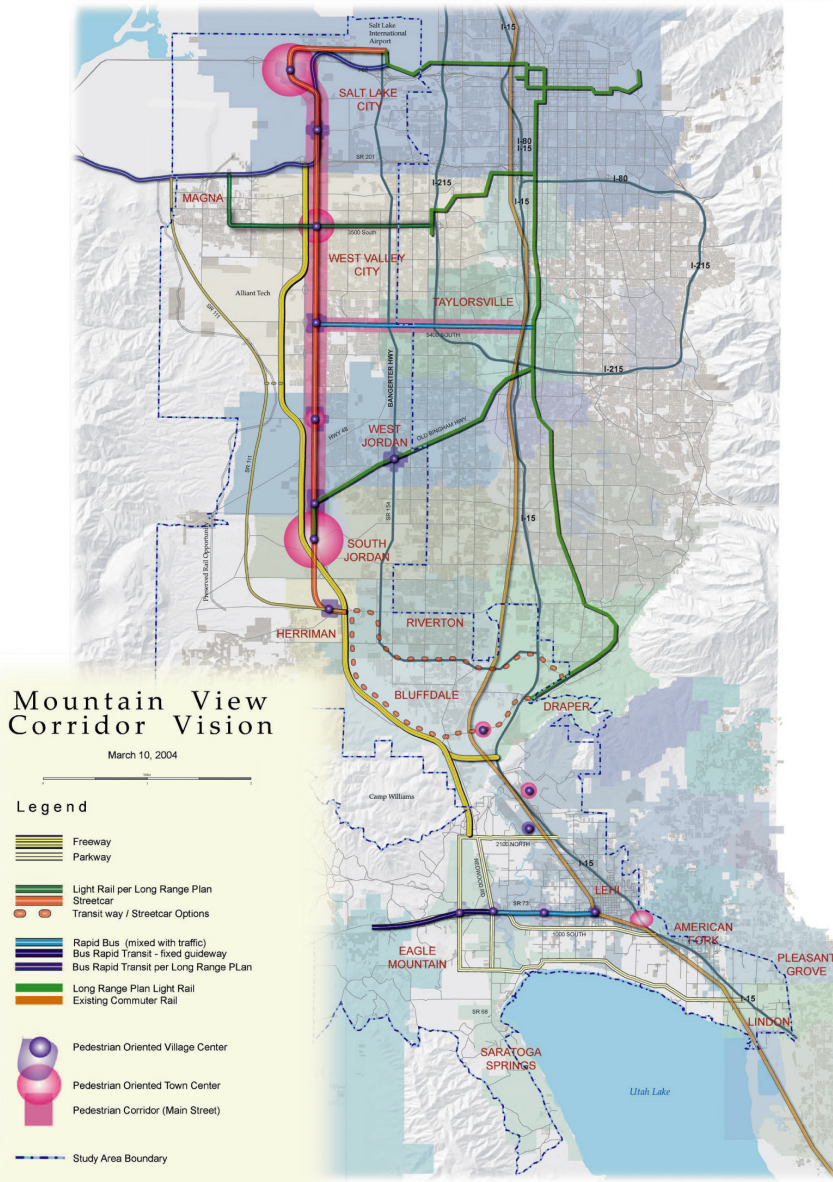 Salt Lake
International
Airport
I-15
SALT LAKE
CITY
I-80
I-15
SR 201
I-215
I-80
MAGNA
I-15
3500 South
WEST VALLEY
CITY
I-215
Alliant Tech
TAYLORSVILLE
SR 111
5400 SOUTH
I-215
BANGERTER HWY
HWY 48
WEST
JORDAN
OLD BINGHAM HWY
SR 111
SR 154
I-15
Preserved Rail Opportunity
SOUTH
JORDAN
HERRIMAN
RIVERTON
BLUFFDALE
DRAPER
Mountain View
Corridor Vision
March 10, 2004
Camp Williams
Legend
Freeway
Parkway
Light Rail per Long Range Plan
Streetcar
Transit way / Streetcar Options
Rapid Bus (mixed with traffic)
Bus Rapid Transit - fixed guideway
Bus Rapid Transit per Long Range PLan
Long Range Plan Light Rail
Existing Commuter Rail
Pedestrian Oriented Village Center
Pedestrian Oriented Town Center
Pedestrian Corridor (Main Street)
Study Area Boundary
2100 NORTH
REDWOOD RD
I-15
LEHI
SR 73
1000 SOUTH
AMERICAN
FORK
EAGLE
MOUNTAIN
PLEASANT
GROVE
I-15
SR 68
LINDON
SARATOGA
SPRINGS
Utah Lake